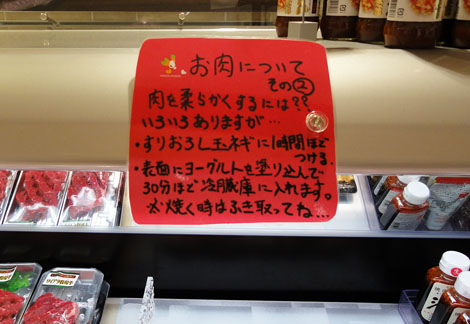 お肉について
その②
肉を柔らかくするには??
いろいろありますが…
・すりおろし玉ネギに1時間ほど
つける。
・表面にヨーグルトを塗り込んで
30分ほど冷蔵庫に入れます。
※焼く時はふき取ってね…